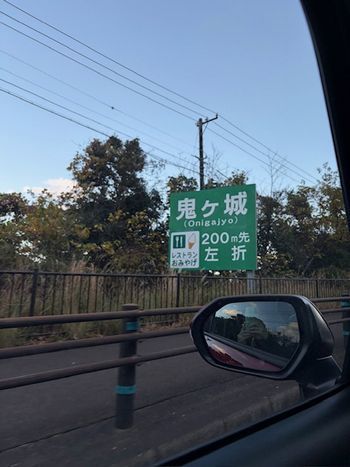 鬼ヶ城
(Onigajyo)
レストラン
おみやげ
200m先
左折